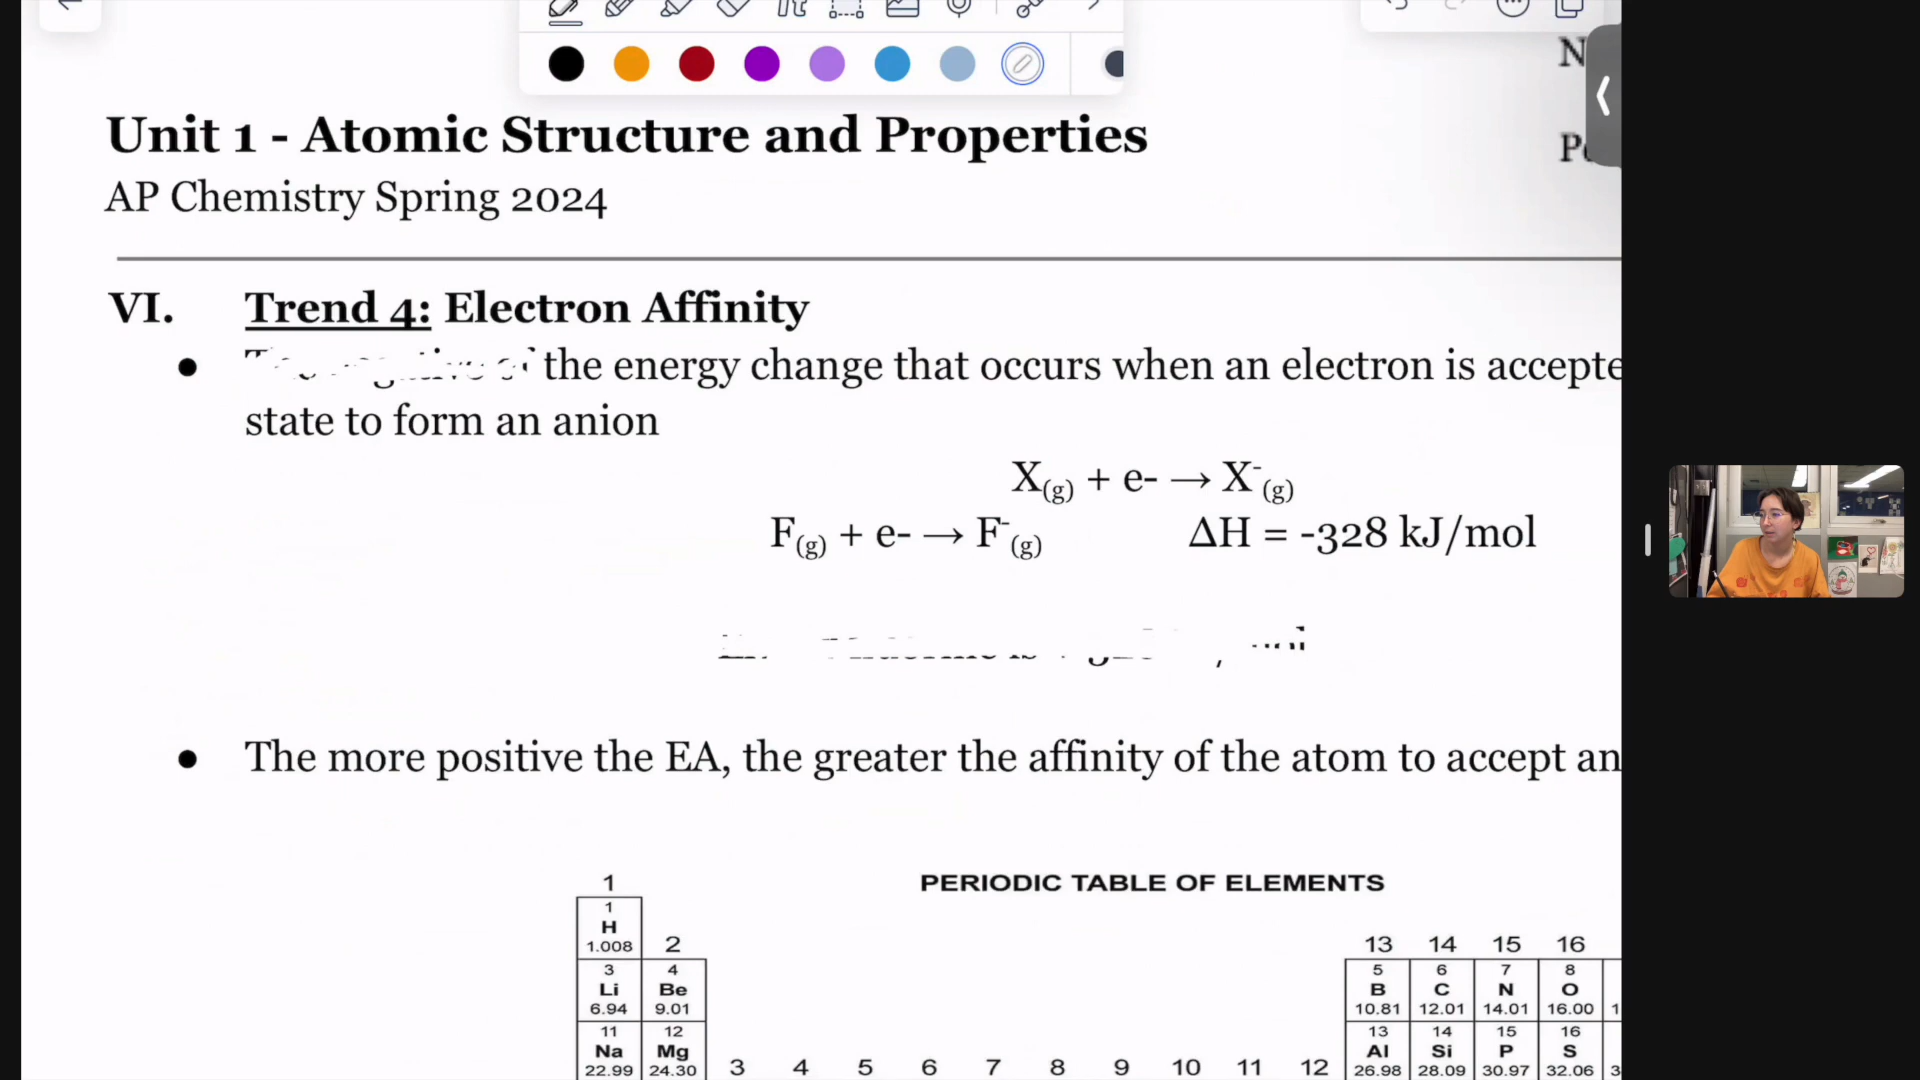 Unit 1 - Atomic Structure and Properties
AP Chemistry Spring 2024
VI. Trend 4: Electron Affinity
● the energy change that occurs when an electron is accepte
state to form an anion
X(g) + e- → X-(g)
F(g) + e- → F-(g) ΔH = -328 kJ/mol
● The more positive the EA, the greater the affinity of the atom to accept an
PERIODIC TABLE OF ELEMENTS
1
1
H
1.008
2
13 14 15 16
3 4 5 6 7 8
Li Be B C N O
6.94 9.01 10.81 12.01 14.01 16.00
11 12 13 14 15 16
Na Mg Al Si P S
22.99 24.30 3 4 5 6 7 8 9 10 11 12 26.98 28.09 30.97 32.06